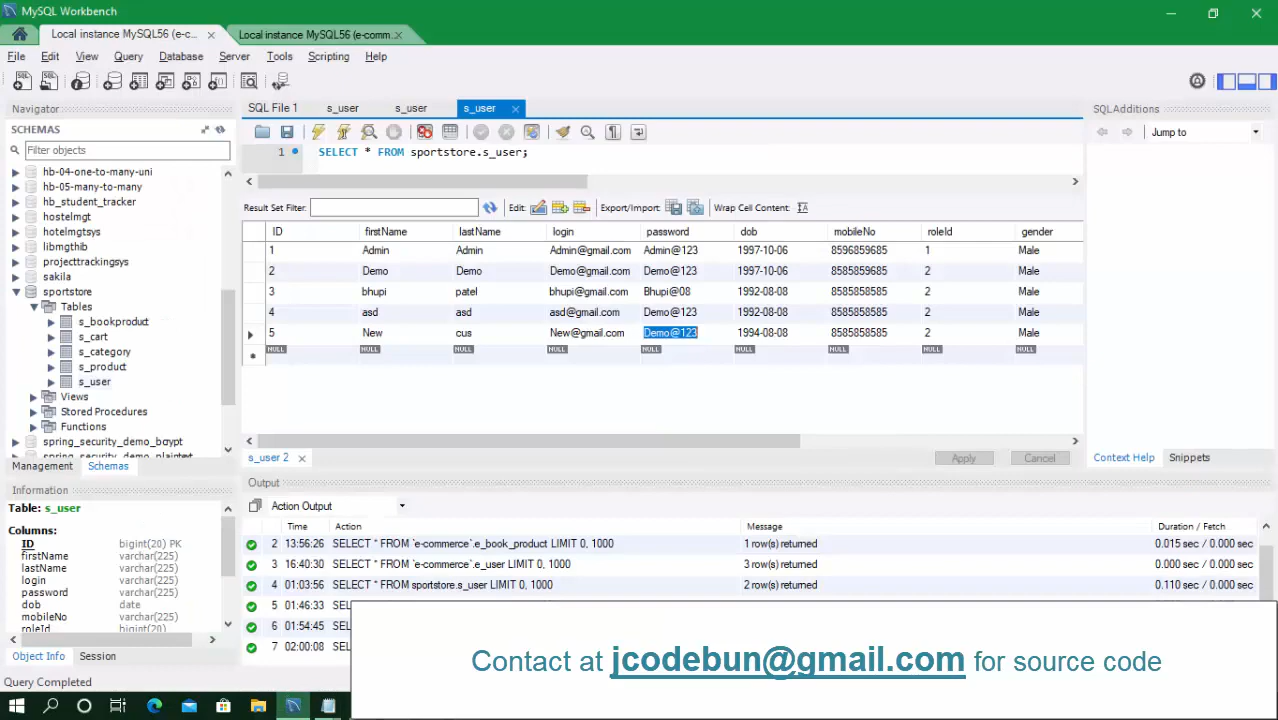 MySQL Workbench
Local instance MySQL56 (e-c... × Local instance MySQL56 (e-comm... ×
File Edit View Query Database Server Tools Scripting Help
Navigator
SCHEMAS
Filter objects
hb-04-one-to-many-uni
hb-05-many-to-many
hb_student_tracker
hostelmgt
hotelmgtsys
libmgthib
projecttrackingsys
sakila
sportstore
Tables
s_bookproduct
s_cart
s_category
s_product
s_user
Views
Stored Procedures
Functions
spring_security_demo_bcrypt
spring_security_demo_plaintext
Management Schemas
Information
Table: s_user
Columns:
ID bigint(20) PK
firstName varchar(225)
lastName varchar(225)
login varchar(225)
password varchar(225)
dob date
mobileNo varchar(225)
roleId bigint(20)
Object Info Session
Query Completed
SQL File 1 s_user s_user s_user ×
1 SELECT * FROM sportstore.s_user;
Result Set Filter: Edit: Export/Import: Wrap Cell Content:
ID firstName lastName login password dob mobileNo roleId gender
1 Admin Admin Admin@gmail.com Admin@123 1997-10-06 8596859685 1 Male
2 Demo Demo Demo@gmail.com Demo@123 1997-10-06 8585859685 2 Male
3 bhupi patel bhupi@gmail.com Bhupi@08 1992-08-08 8585858585 2 Male
4 asd asd asd@gmail.com Demo@123 1992-08-08 8585858585 2 Male
5 New cus New@gmail.com Demo@123 1994-08-08 8585858585 2 Male
NULL NULL NULL NULL NULL NULL NULL NULL NULL
s_user 2 × Apply Cancel
Output
Action Output
Time Action Message Duration / Fetch
2 13:56:26 SELECT * FROM `e-commerce`.e_book_product LIMIT 0, 1000 1 row(s) returned 0.015 sec / 0.000 sec
3 16:40:30 SELECT * FROM `e-commerce`.e_user LIMIT 0, 1000 3 row(s) returned 0.000 sec / 0.000 sec
4 01:03:56 SELECT * FROM sportstore.s_user LIMIT 0, 1000 2 row(s) returned 0.110 sec / 0.000 sec
5 01:46:33 SEL
6 01:54:45 SEL
7 02:00:08 SEL
SQLAdditions
Jump to
Context Help Snippets
Contact at jcodebun@gmail.com for source code